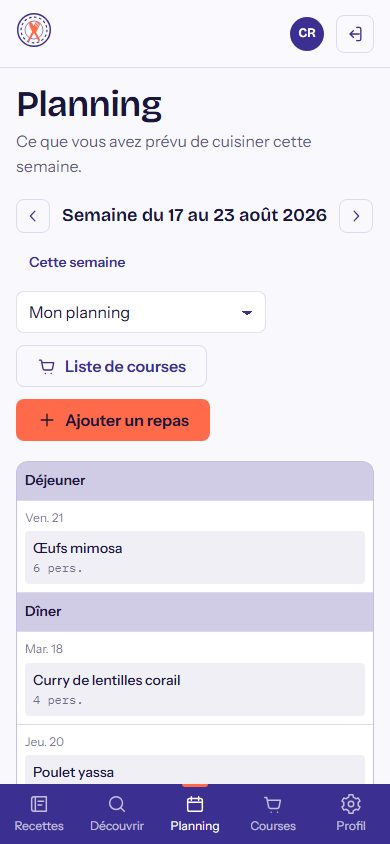 CR
Planning
Ce que vous avez prévu de cuisiner cette
semaine.
Semaine du 17 au 23 août 2026
Cette semaine
Mon planning
Liste de courses
Ajouter un repas
Déjeuner
Ven. 21
Œufs mimosa
6 pers.
Dîner
Mar. 18
Curry de lentilles corail
4 pers.
Jeu. 20
Poulet yassa
Recettes
Découvrir
Planning
Courses
Profil